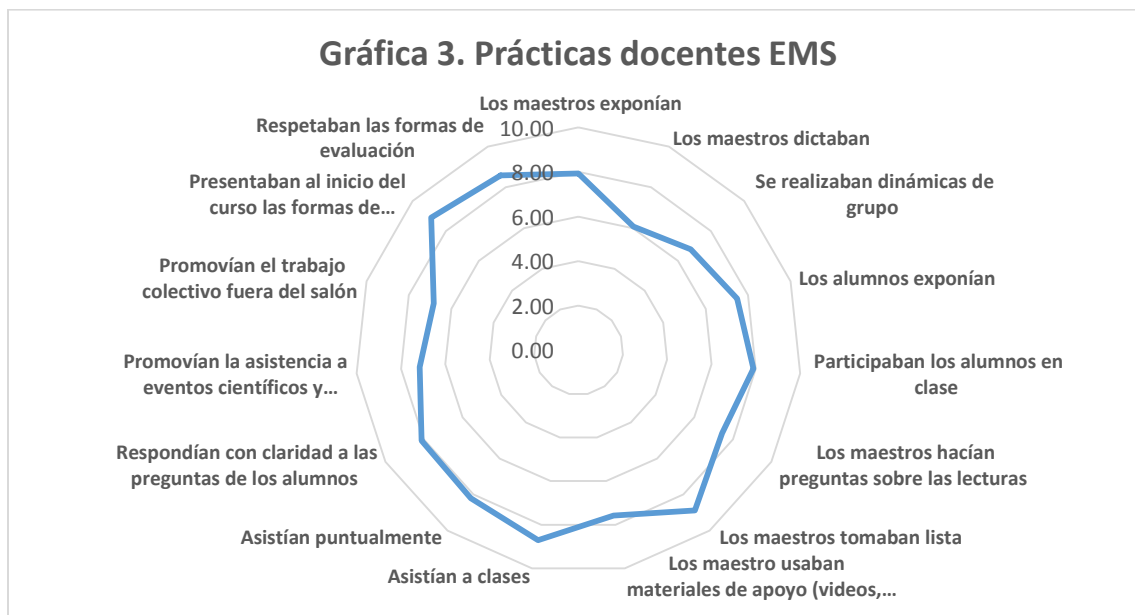 Gráfica 3. Prácticas docentes EMS
Los maestros exponían
10.00
8.00
6.00
4.00
2.00
0.00
Los maestros dictaban
Se realizaban dinámicas de
grupo
Los alumnos exponían
Participaban los alumnos en
clase
Los maestros hacían
preguntas sobre las lecturas
Los maestros tomaban lista
Los maestro usaban
materiales de apoyo (videos,...
Asistían a clases
Asistían puntualmente
Respondían con claridad a las
preguntas de los alumnos
Promovían la asistencia a
eventos científicos y...
Promovían el trabajo
colectivo fuera del salón
Presentaban al inicio del
curso las formas de...
Respetaban las formas de
evaluación